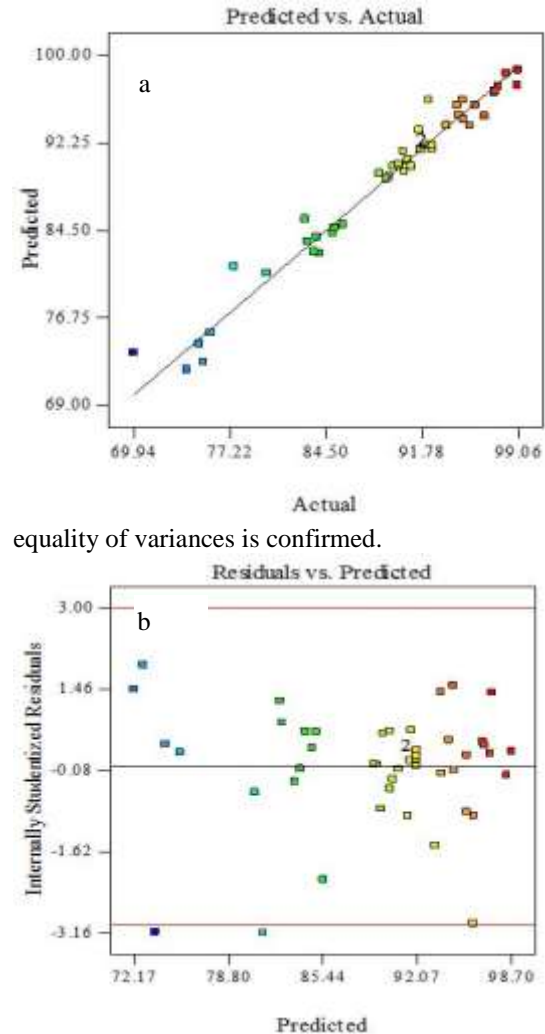 Predicted vs. Actual
100.00
a
92.25
2
Predicted
84.50
76.75
69.00
69.94 77.22 84.50 91.78 99.06
Actual
equality of variances is confirmed.
Residuals vs. Predicted
3.00
b
1.46
Internally Studentized Residuals
2
-0.08
-1.62
-3.16
72.17 78.80 85.44 92.07 98.70
Predicted